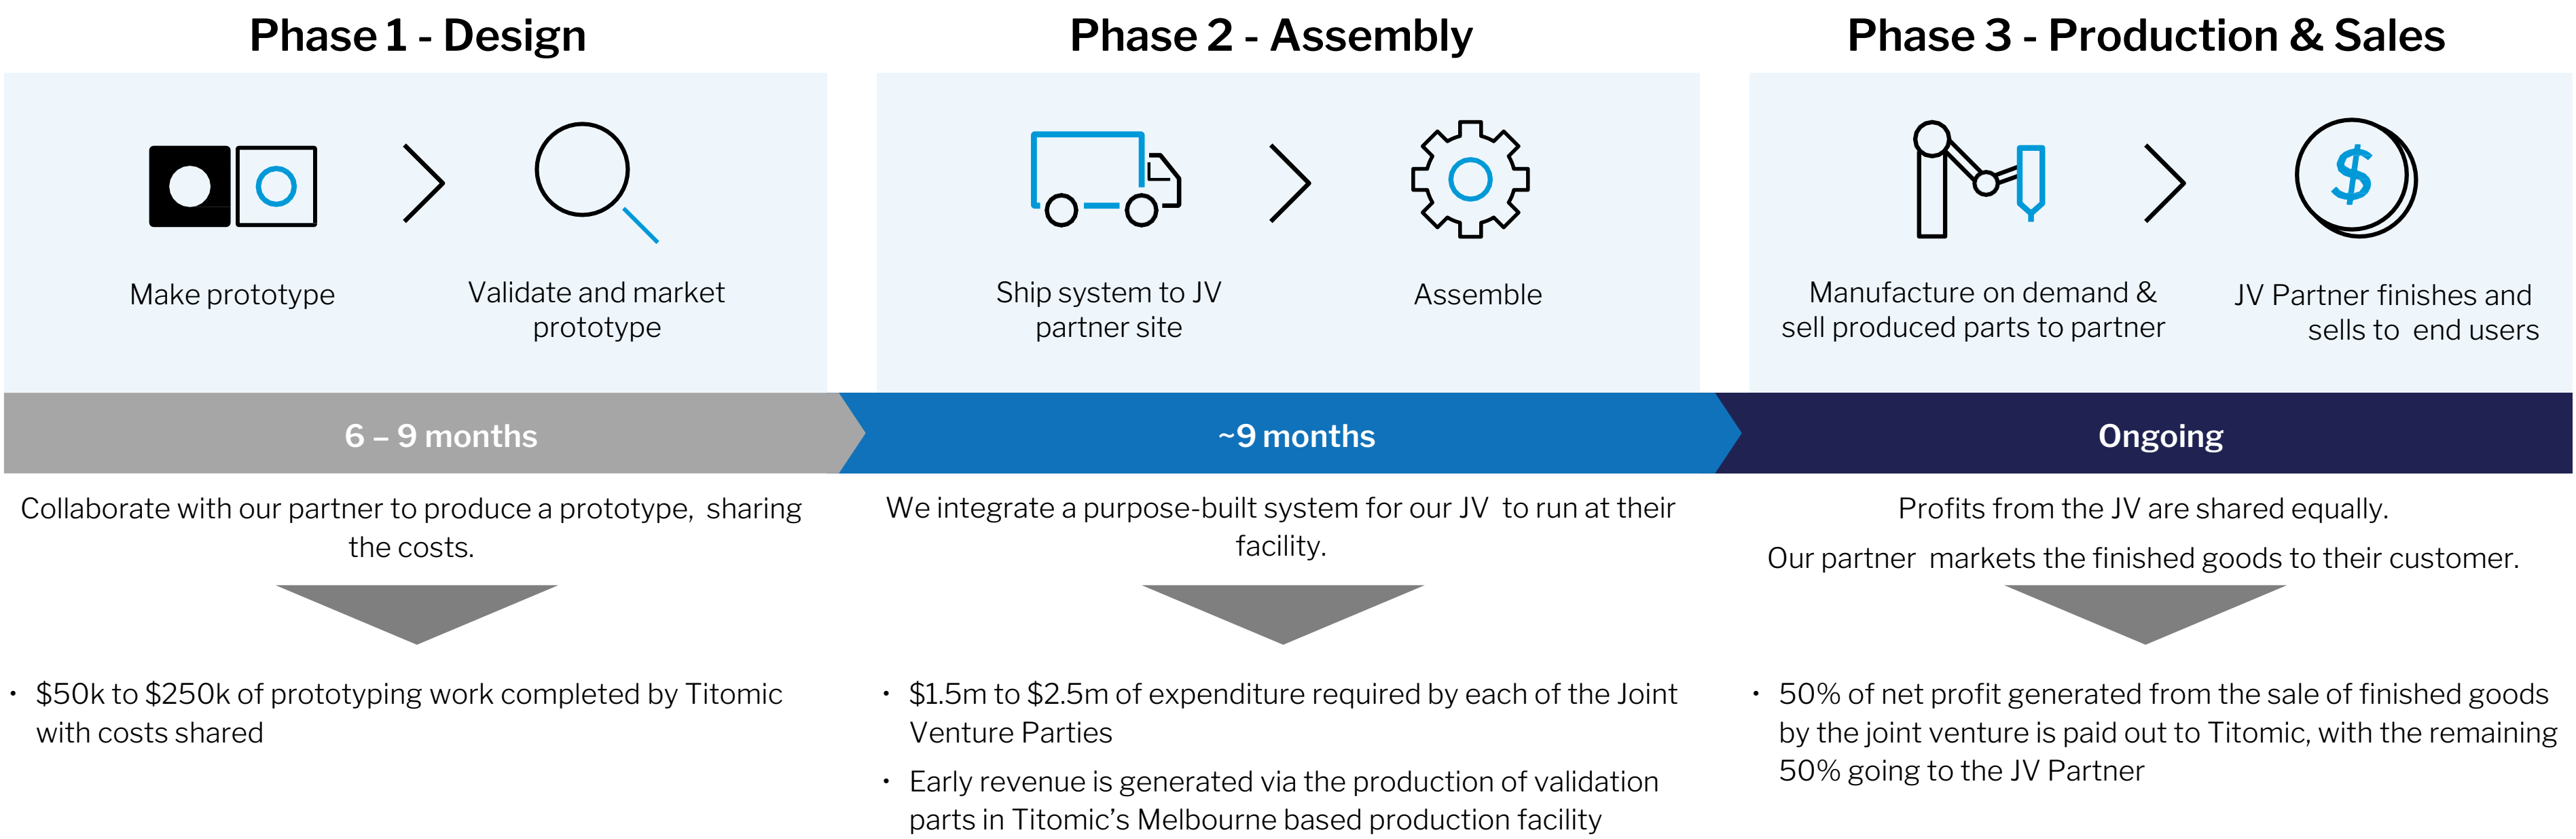 Phase 1 - Design
Make prototype
Validate and market
prototype
6 – 9 months
Collaborate with our partner to produce a prototype,  sharing
the costs.
• $50k to $250k of prototyping work completed by Titomic
with costs shared
Phase 2 - Assembly
Ship system to JV
partner site
Assemble
~9 months
We integrate a purpose-built system for our JV  to run at their
facility.
• $1.5m to $2.5m of expenditure required by each of the Joint
Venture Parties
• Early revenue is generated via the production of validation
parts in Titomic’s Melbourne based production facility
Phase 3 - Production & Sales
$
Manufacture on demand &
sell produced parts to partner
JV Partner finishes and
sells to  end users
Ongoing
Profits from the JV are shared equally.
Our partner  markets the finished goods to their customer.
• 50% of net profit generated from the sale of finished goods
by the joint venture is paid out to Titomic, with the remaining
50% going to the JV Partner